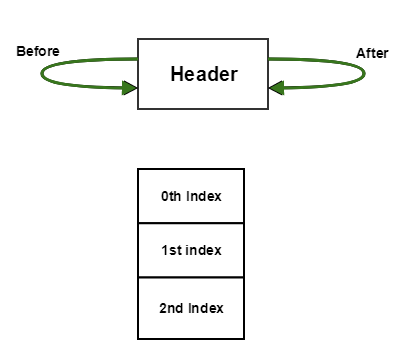 Before
After
Header
0th Index
1st index
2nd Index